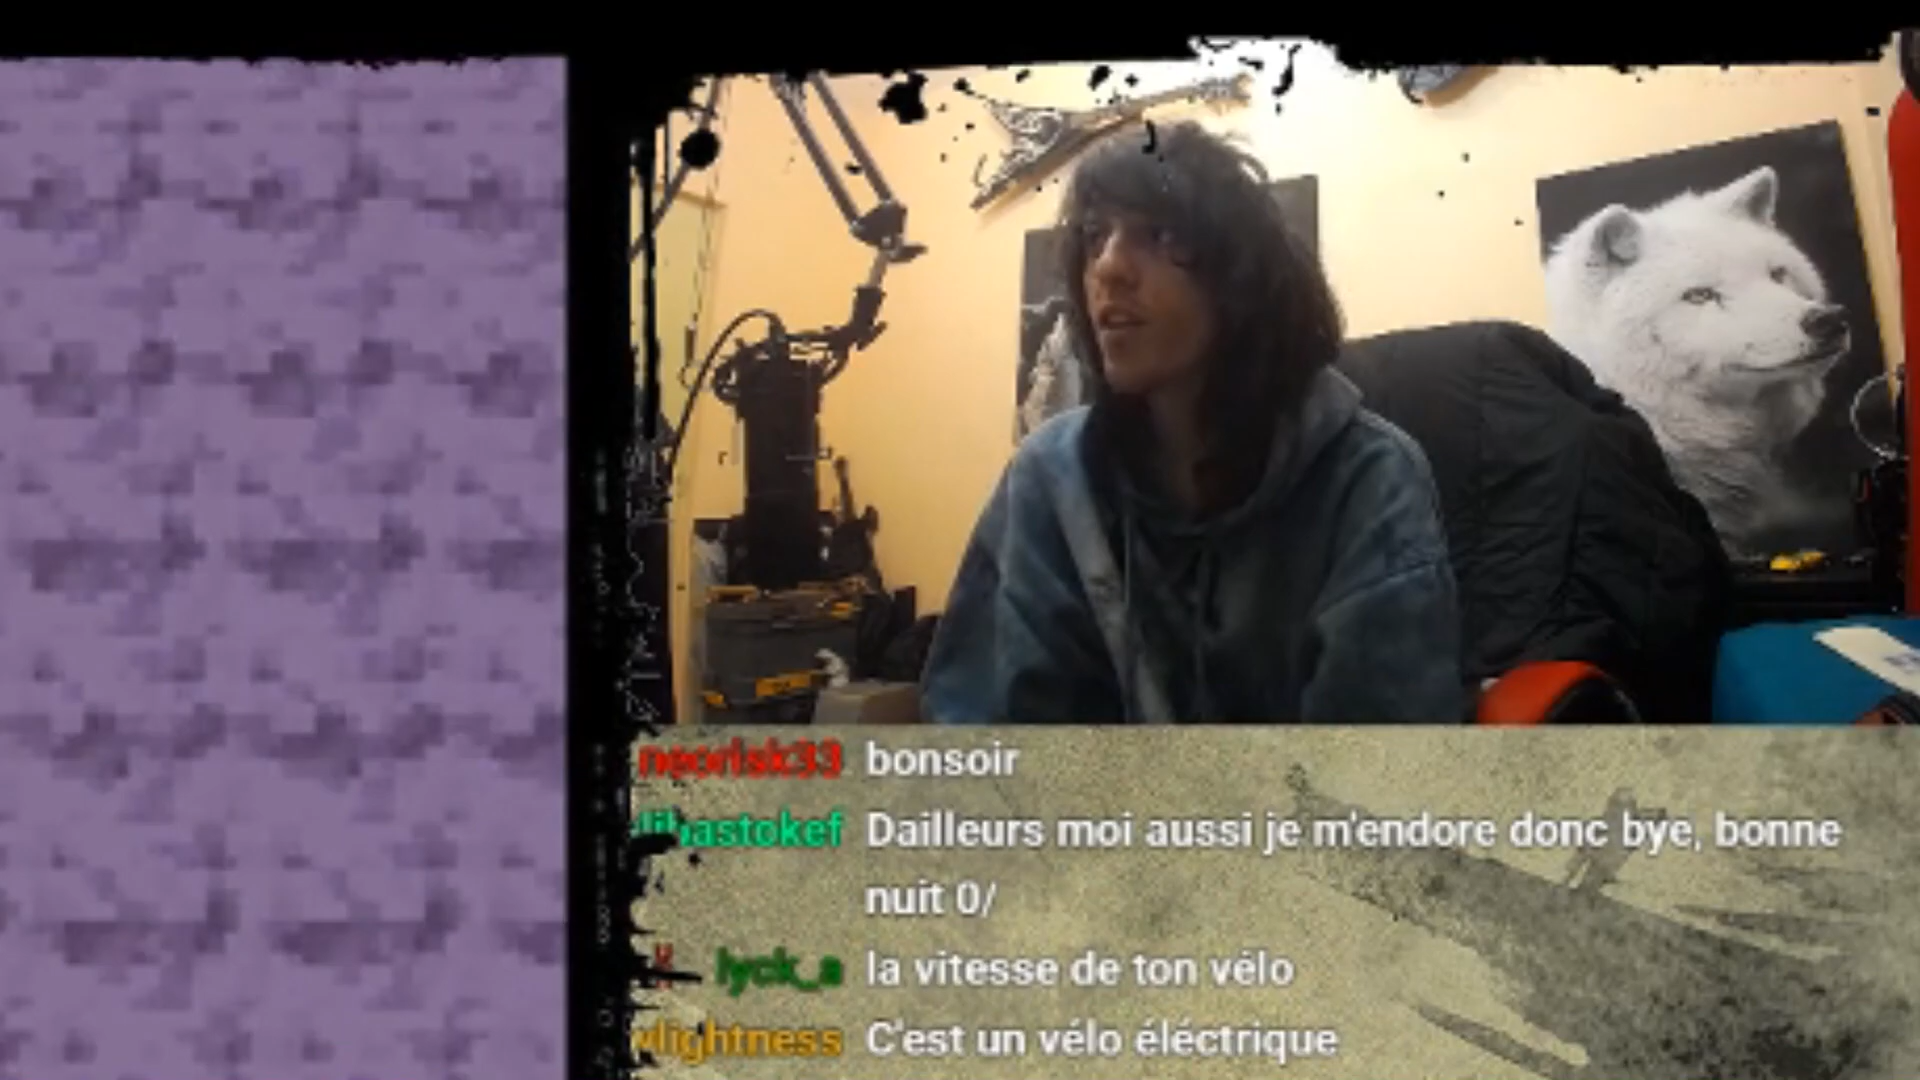 neorisk33 bonsoir
Dailleurs moi aussi je m'endore donc bye, bonne
nuit 0/
lyck_a la vitesse de ton vélo
C'est un vélo éléctrique